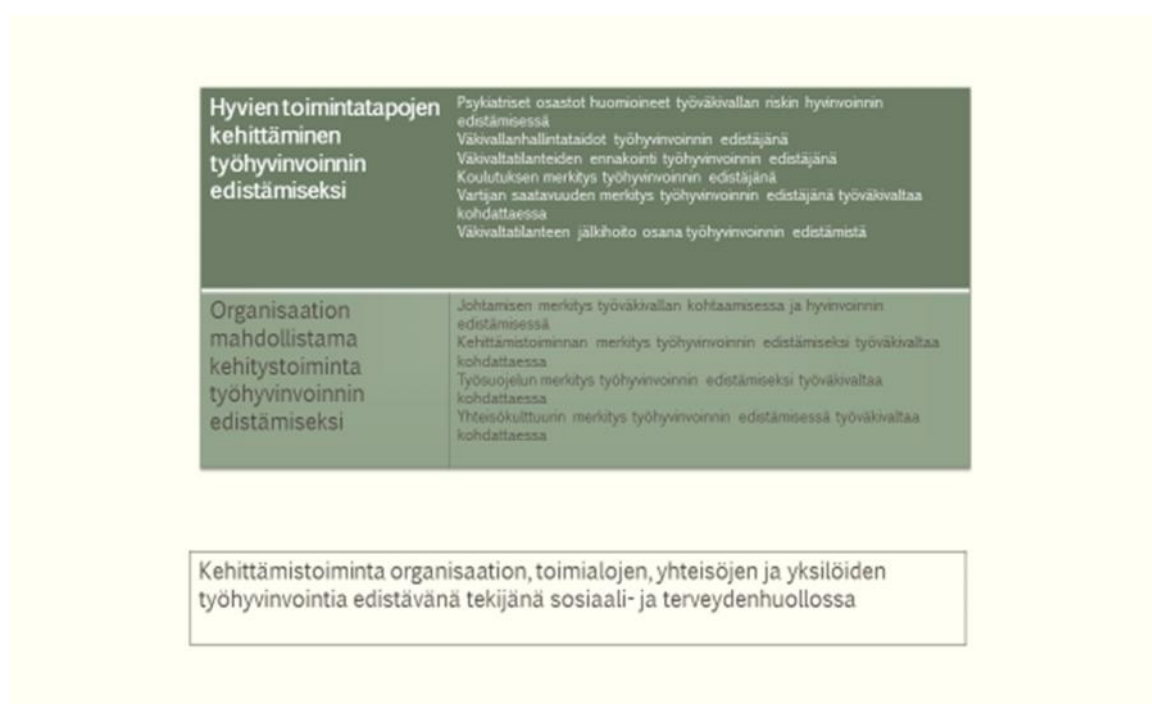 Hyvien toimintatapojen
kehittäminen
työhyvinvoinnin
edistämiseksi
Psykiatriset osastot huomioineet työväkivallan riskin hyvinvoinnin
edistämisessä
Väkivallanhallintataidot työhyvinvoinnin edistäjänä
Väkivaltatilanteiden ennakointi työhyvinvoinnin edistäjänä
Koulutuksen merkitys työhyvinvoinnin edistäjänä
Vartijan saatavuuden merkitys työhyvinvoinnin edistäjänä työväkivaltaa
kohdattaessa
Väkivaltatilanteen jälkihoito osana työhyvinvoinnin edistämistä
Organisaation
mahdollistama
kehitystoiminta
työhyvinvoinnin
edistämiseksi
Johtamisen merkitys työväkivallan kohtaamisessa ja hyvinvoinnin
edistämisessä
Kehittämistoiminnan merkitys työhyvinvoinnin edistämiseksi työväkivaltaa
kohdattaessa
Työsuojelun merkitys työhyvinvoinnin edistämiseksi työväkivaltaa
kohdattaessa
Yhteisökulttuurin merkitys työhyvinvoinnin edistämisessä työväkivaltaa
kohdattaessa
Kehittämistoiminta organisaation, toimialojen, yhteisöjen ja yksilöiden
työhyvinvointia edistävänä tekijänä sosiaali- ja terveydenhuollossa